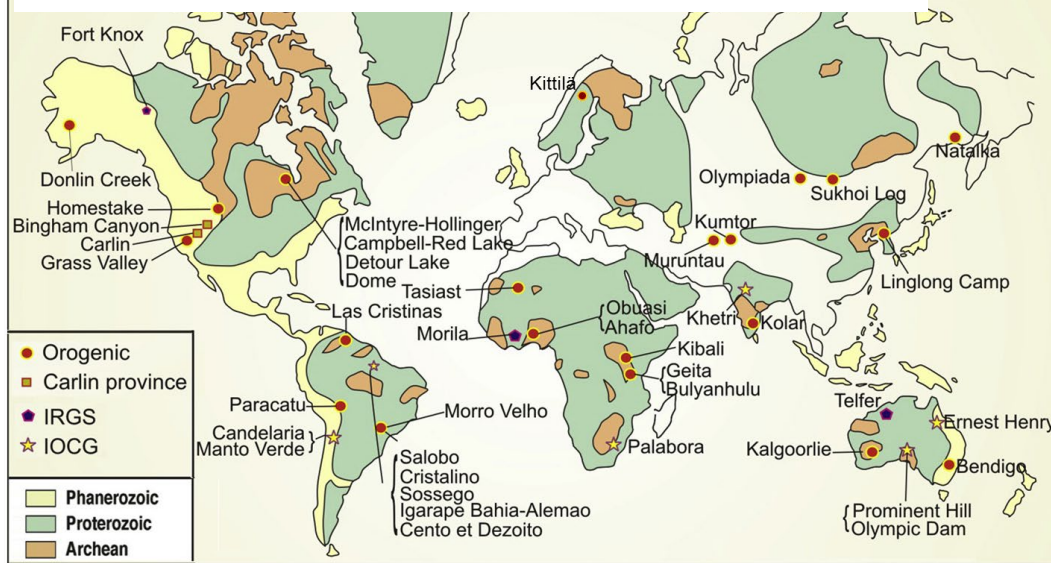 Fort Knox
Kittilä
Donlin Creek
Natalka
Olympiada
Sukhoi Log
Homestake
Bingham Canyon
Carlin
Grass Valley
McIntyre-Hollinger
Campbell-Red Lake
Detour Lake
Dome
Kumtor
Muruntau
Linglong Camp
Tasiast
Las Cristinas
Obuasi
Ahafo
Khetri
Kolar
Morila
Kibali
Geita
Bulyanhulu
Orogenic
Carlin province
IRGS
IOCG
Paracatu
Morro Velho
Candelaria
Manto Verde
Palabora
Telfer
Ernest Henry
Kalgoorlie
Bendigo
Salobo
Cristalino
Sossego
Igarape Bahia-Alemao
Cento et Dezoito
Prominent Hill
Olympic Dam
Phanerozoic
Proterozoic
Archean